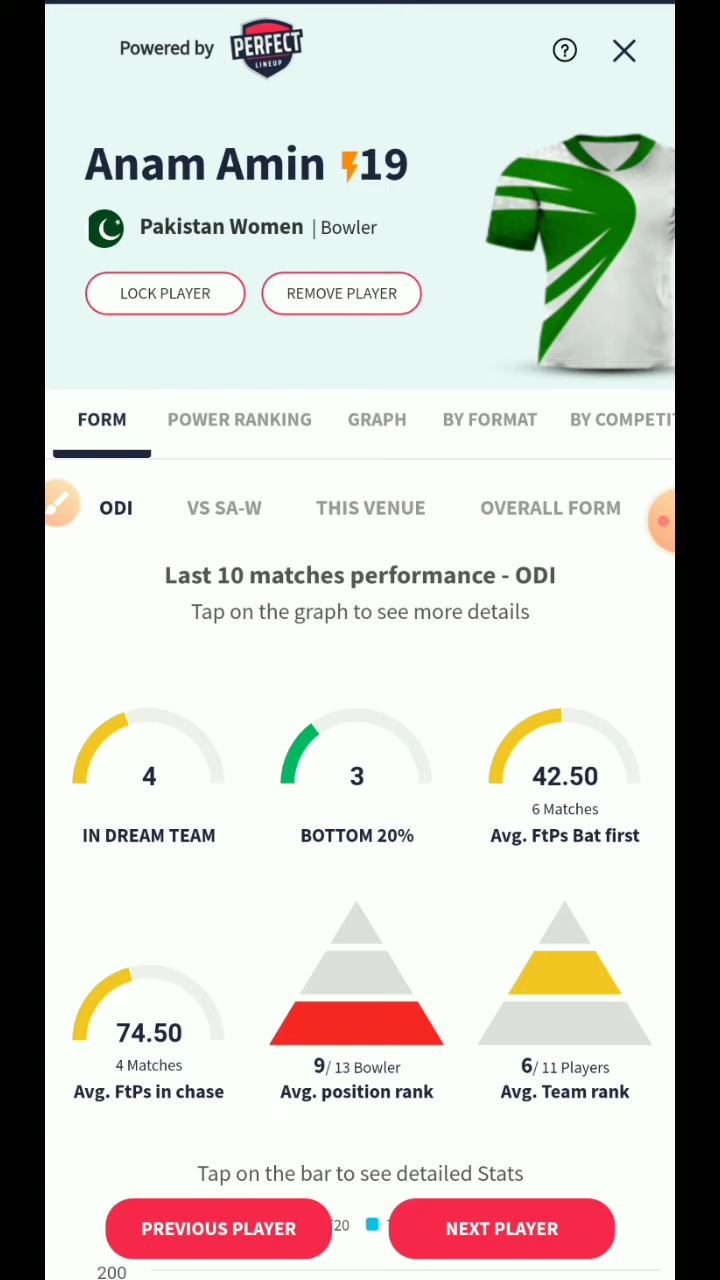 Powered by PERFECT LINEUP
?
Anam Amin 19
Pakistan Women | Bowler
LOCK PLAYER REMOVE PLAYER
FORM POWER RANKING GRAPH BY FORMAT BY COMPETI
ODI VS SA-W THIS VENUE OVERALL FORM
Last 10 matches performance - ODI
Tap on the graph to see more details
4 3 42.50
6 Matches
IN DREAM TEAM BOTTOM 20% Avg. FtPs Bat first
74.50
4 Matches 9/ 13 Bowler 6/ 11 Players
Avg. FtPs in chase Avg. position rank Avg. Team rank
Tap on the bar to see detailed Stats
PREVIOUS PLAYER 20 NEXT PLAYER
200